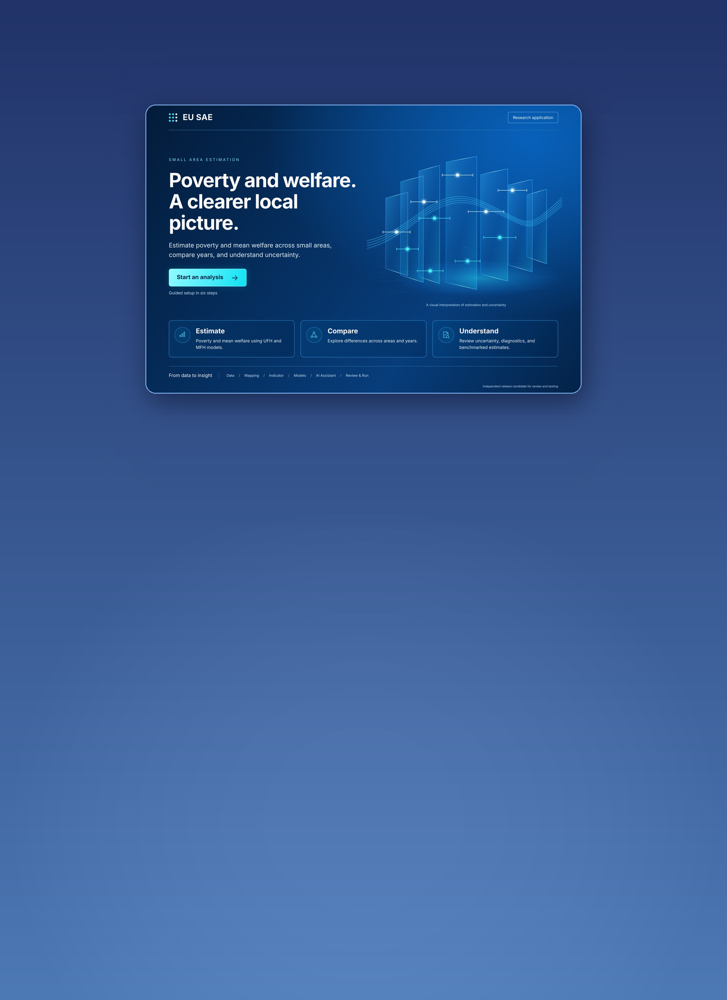 EU SAE
Research application
SMALL AREA ESTIMATION
Poverty and welfare.
A clearer local
picture.
Estimate poverty and mean welfare across small areas,
compare years, and understand uncertainty.
Start an analysis →
Guided setup in six steps
A visual interpretation of estimation and uncertainty
Estimate
Poverty and mean welfare using UFH and
MFH models.
Compare
Explore differences across areas and years.
Understand
Review uncertainty, diagnostics, and
benchmarked estimates.
From data to insight
Data / Mapping / Indicator / Models / AI Assistant / Review & Run
Independent release candidate for review and testing